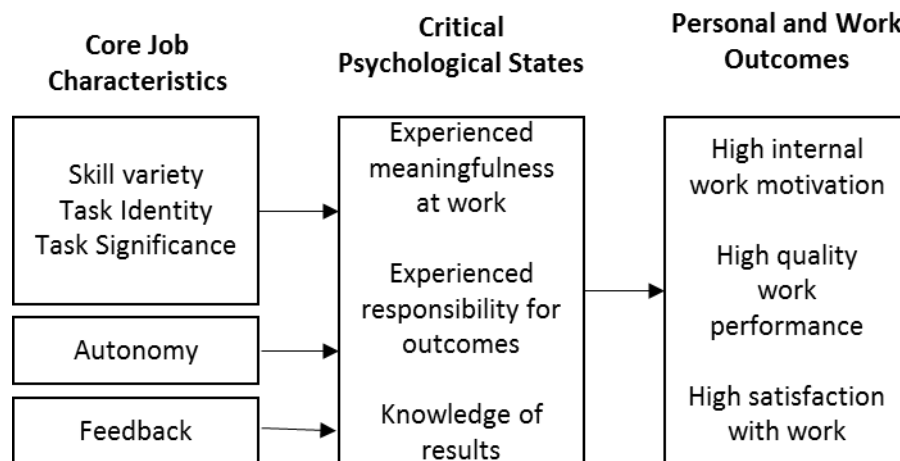 Core Job
Characteristics
Critical
Psychological States
Personal and Work
Outcomes
Skill variety
Task Identity
Task Significance
Autonomy
Feedback
Experienced
meaningfulness
at work
Experienced
responsibility for
outcomes
Knowledge of
results
High internal
work motivation
High quality
work
performance
High satisfaction
with work